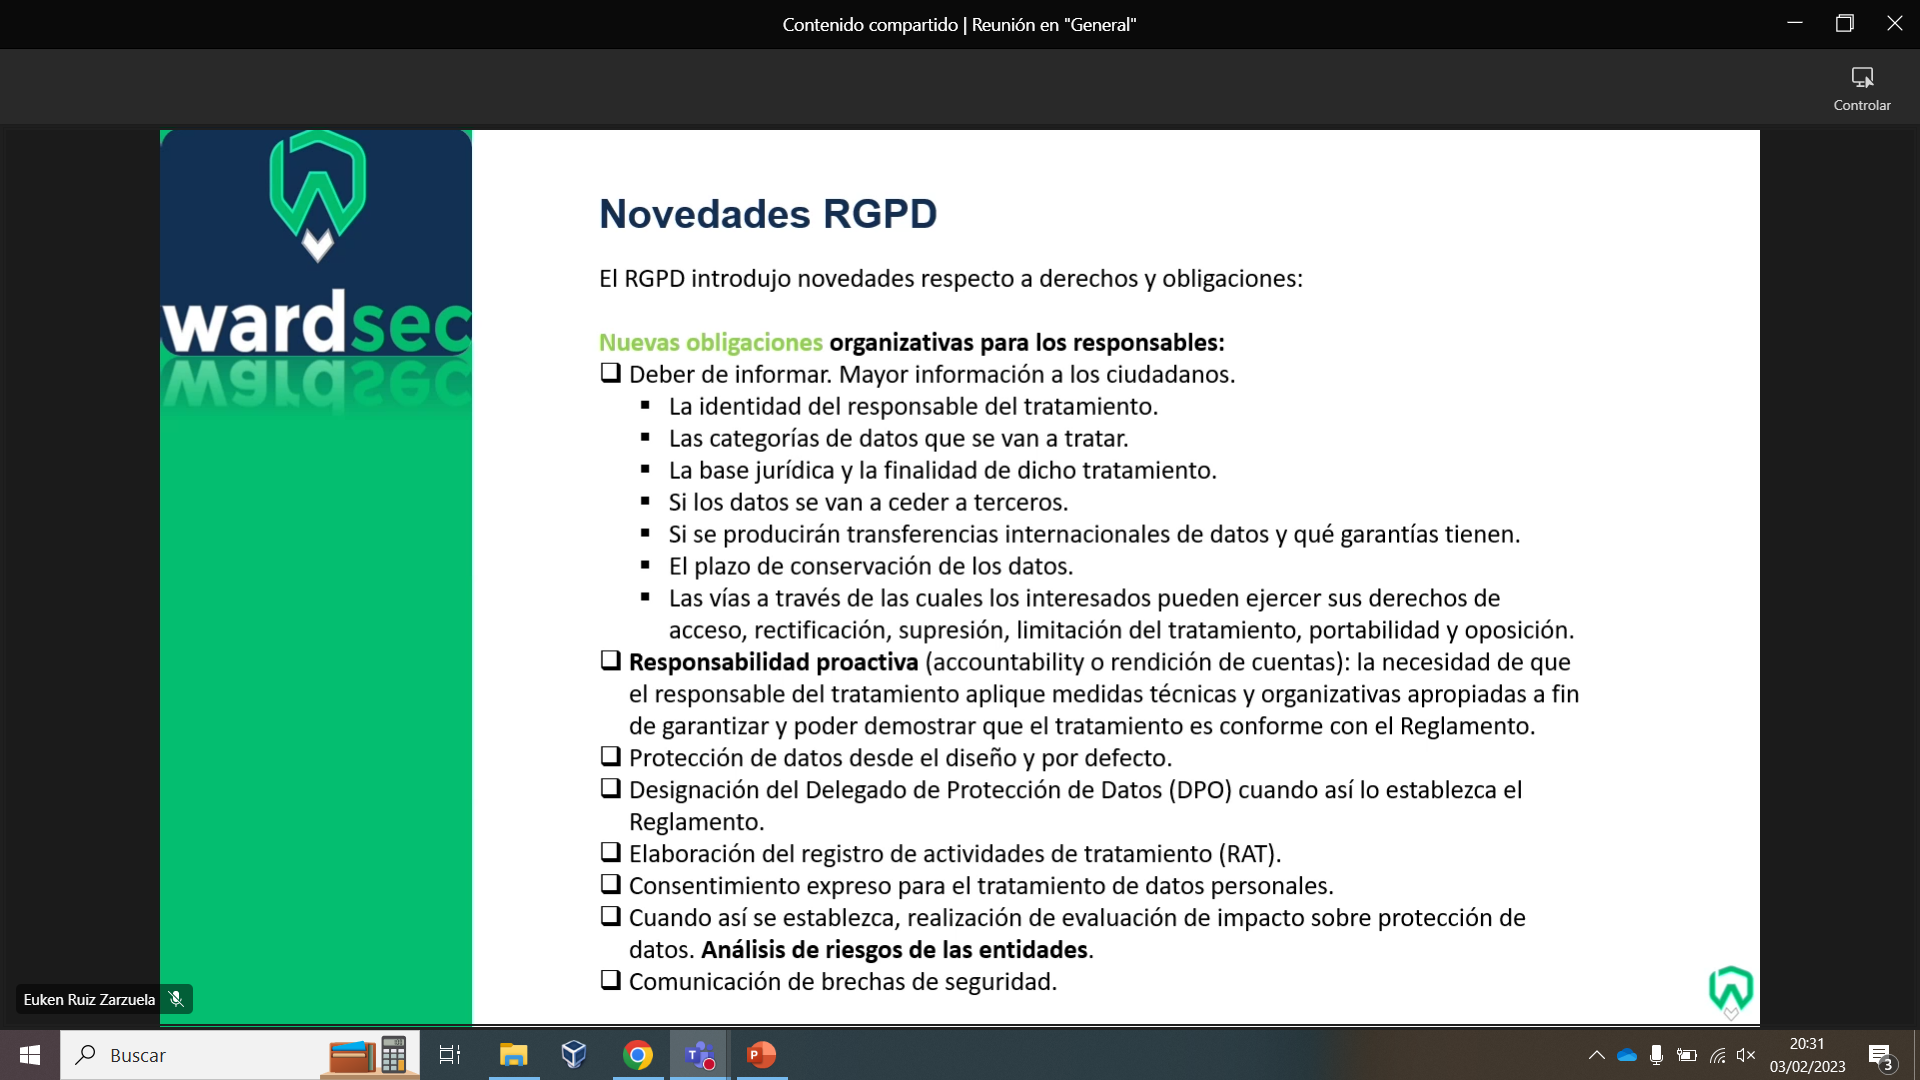 Contenido compartido | Reunión en "General"
Controlar
wardsec
Novedades RGPD
El RGPD introdujo novedades respecto a derechos y obligaciones:
Nuevas obligaciones organizativas para los responsables:
❑ Deber de informar. Mayor información a los ciudadanos.
▪ La identidad del responsable del tratamiento.
▪ Las categorías de datos que se van a tratar.
▪ La base jurídica y la finalidad de dicho tratamiento.
▪ Si los datos se van a ceder a terceros.
▪ Si se producirán transferencias internacionales de datos y qué garantías tienen.
▪ El plazo de conservación de los datos.
▪ Las vías a través de las cuales los interesados pueden ejercer sus derechos de
acceso, rectificación, supresión, limitación del tratamiento, portabilidad y oposición.
❑ Responsabilidad proactiva (accountability o rendición de cuentas): la necesidad de que
el responsable del tratamiento aplique medidas técnicas y organizativas apropiadas a fin
de garantizar y poder demostrar que el tratamiento es conforme con el Reglamento.
❑ Protección de datos desde el diseño y por defecto.
❑ Designación del Delegado de Protección de Datos (DPO) cuando así lo establezca el
Reglamento.
❑ Elaboración del registro de actividades de tratamiento (RAT).
❑ Consentimiento expreso para el tratamiento de datos personales.
❑ Cuando así se establezca, realización de evaluación de impacto sobre protección de
datos. Análisis de riesgos de las entidades.
❑ Comunicación de brechas de seguridad.
Euken Ruiz Zarzuela
Buscar
20:31
03/02/2023
3